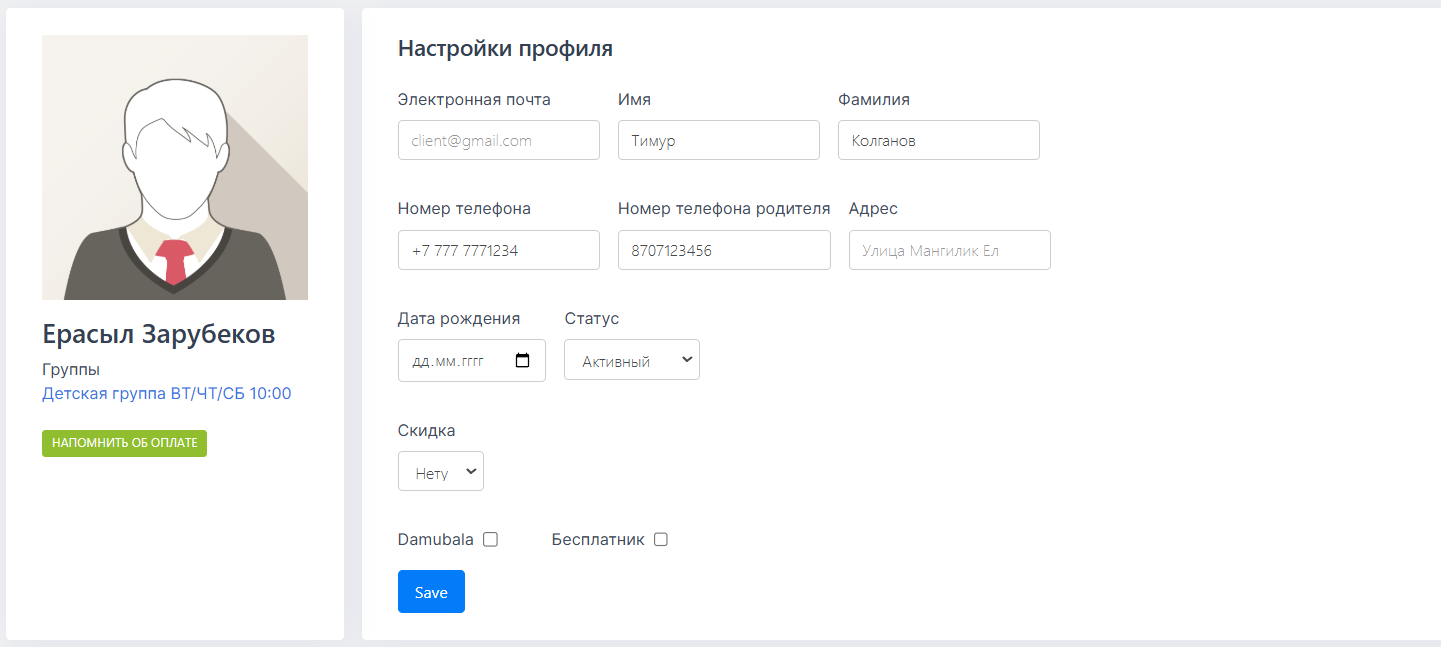 Ерасыл Зарубеков
Группы
Детская группа ВТ/ЧТ/СБ 10:00
НАПОМНИТЬ ОБ ОПЛАТЕ
Настройки профиля
Электронная почта Имя Фамилия
client@gmail.com Тимур Колганов
Номер телефона Номер телефона родителя Адрес
+7 777 7771234 8707123456 Улица Мангилик Ел
Дата рождения Статус
дд.мм.гггг Активный
Скидка
Нету
Damubala Бесплатник
Save